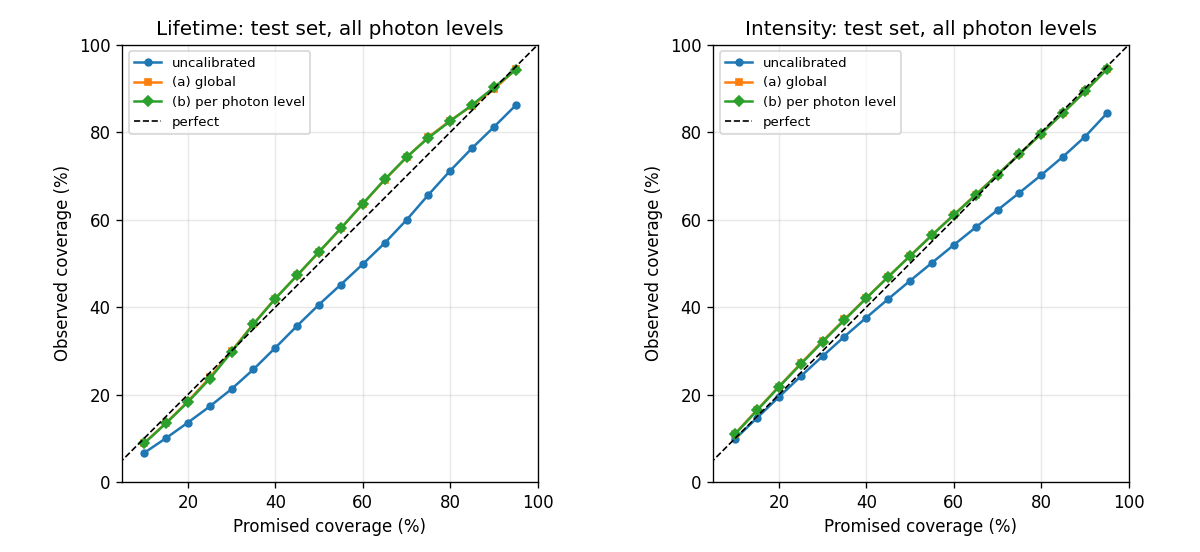 Lifetime: test set, all photon levels
100
80
60
40
20
0
20
40
60
80
100
Observed coverage (%)
Promised coverage (%)
uncalibrated
(a) global
(b) per photon level
perfect
Intensity: test set, all photon levels
100
80
60
40
20
0
20
40
60
80
100
Observed coverage (%)
Promised coverage (%)
uncalibrated
(a) global
(b) per photon level
perfect